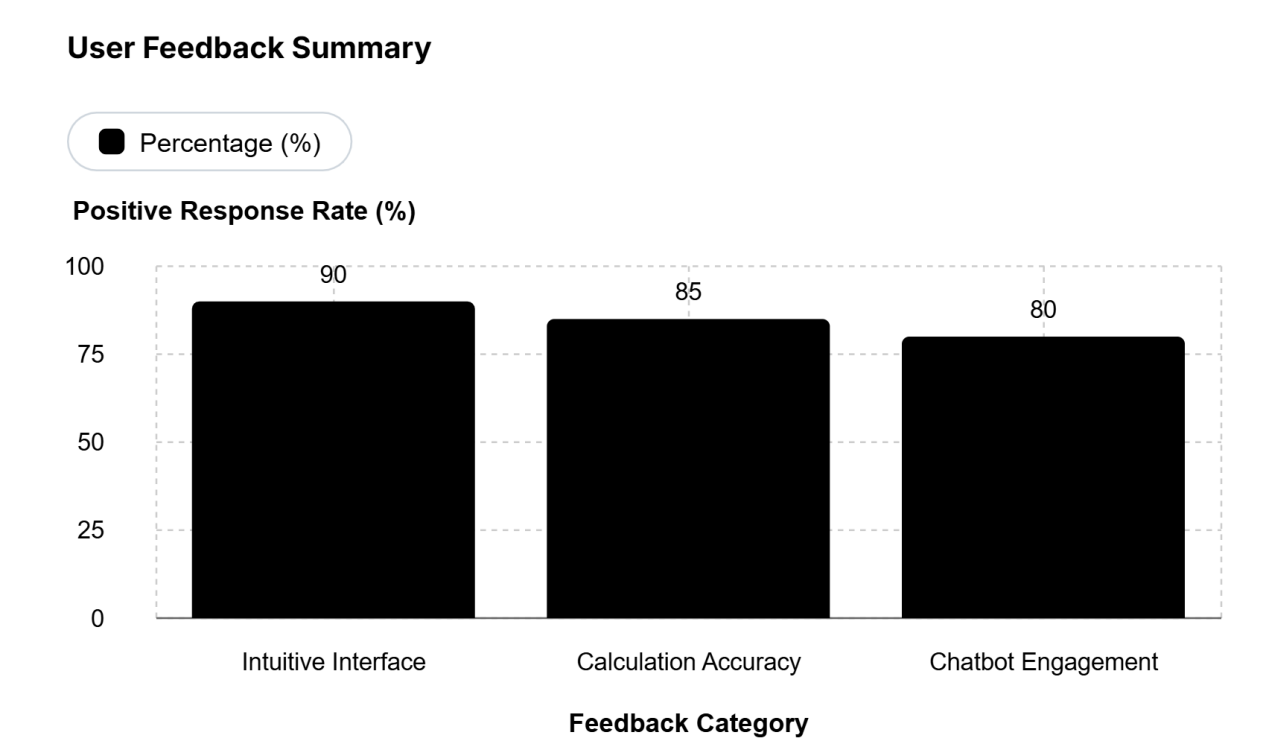 User Feedback Summary
Percentage (%)
Positive Response Rate (%)
100
90
85
80
75
50
25
0
Intuitive Interface
Calculation Accuracy
Chatbot Engagement
Feedback Category